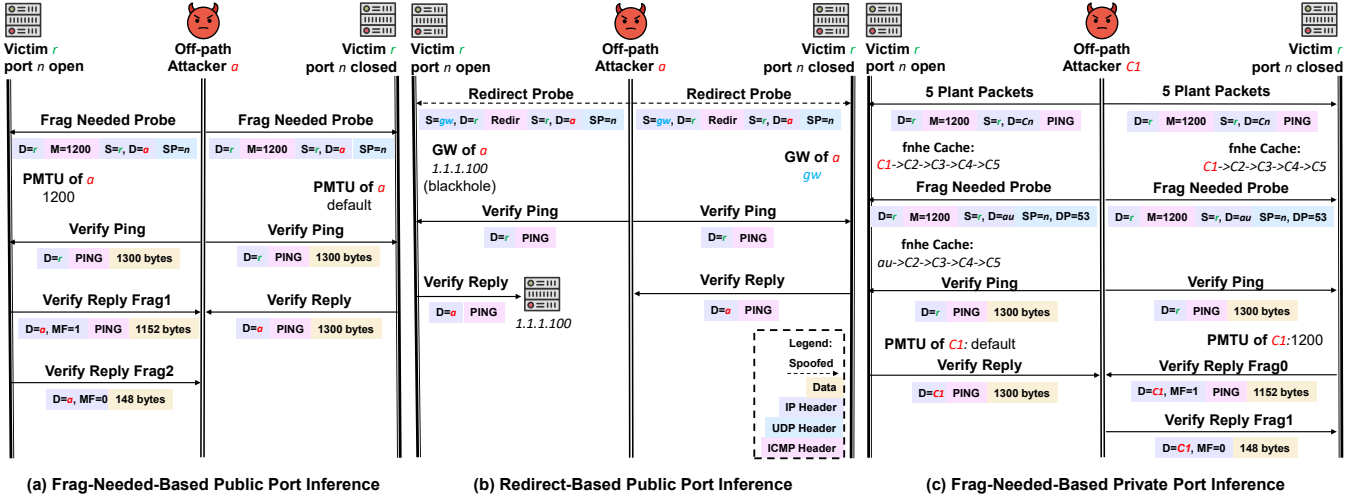 Victim r
port n open
Off-path
Attacker a
Victim r
port n closed
Frag Needed Probe
Frag Needed Probe
D=r M=1200 S=r, D=a SP=n
D=r M=1200 S=r, D=a SP=n
PMTU of a
1200
PMTU of a
default
Verify Ping
Verify Ping
D=r PING 1300 bytes
D=r PING 1300 bytes
Verify Reply Frag1
Verify Reply
D=a, MF=1 PING 1152 bytes
D=a PING 1300 bytes
Verify Reply Frag2
D=a, MF=0 148 bytes
(a) Frag-Needed-Based Public Port Inference
Victim r
port n open
Off-path
Attacker a
Victim r
port n closed
Redirect Probe
Redirect Probe
S=gw, D=r Redir S=r, D=a SP=n
S=gw, D=r Redir S=r, D=a SP=n
GW of a
1.1.1.100
(blackhole)
GW of a
gw
Verify Ping
Verify Ping
D=r PING
D=r PING
Verify Reply
Verify Reply
D=a PING
1.1.1.100
D=a PING
Legend:
Spoofed
Data
IP Header
UDP Header
ICMP Header
(b) Redirect-Based Public Port Inference
Victim r
port n open
Off-path
Attacker C1
Victim r
port n closed
5 Plant Packets
5 Plant Packets
D=r M=1200 S=r, D=Cn PING
D=r M=1200 S=r, D=Cn PING
fnhe Cache:
C1->C2->C3->C4->C5
fnhe Cache:
C1->C2->C3->C4->C5
Frag Needed Probe
Frag Needed Probe
D=r M=1200 S=r, D=au SP=n, DP=53
D=r M=1200 S=r, D=au SP=n, DP=53
fnhe Cache:
au->C2->C3->C4->C5
Verify Ping
Verify Ping
D=r PING 1300 bytes
D=r PING 1300 bytes
PMTU of C1: default
PMTU of C1:1200
Verify Reply
Verify Reply Frag0
D=C1 PING 1300 bytes
D=C1, MF=1 PING 1152 bytes
Verify Reply Frag1
D=C1, MF=0 148 bytes
(c) Frag-Needed-Based Private Port Inference